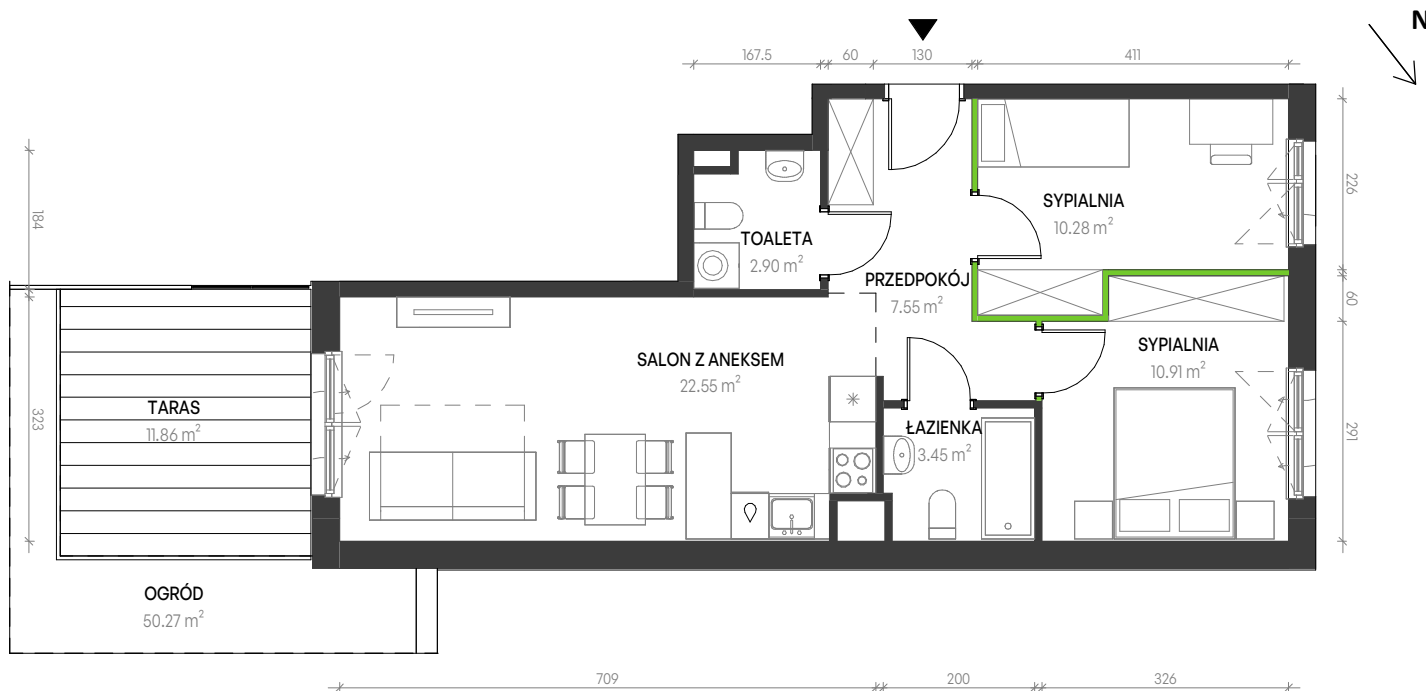 N
167.5
60
130
411
184
226
SYPIALNIA
10.28 m²
TOALETA
2.90 m²
PRZEDPOKÓJ
7.55 m²
60
SYPIALNIA
10.91 m²
SALON Z ANEKSEM
22.55 m²
TARAS
11.86 m²
323
ŁAZIENKA
3.45 m²
291
OGRÓD
50.27 m²
709
200
326